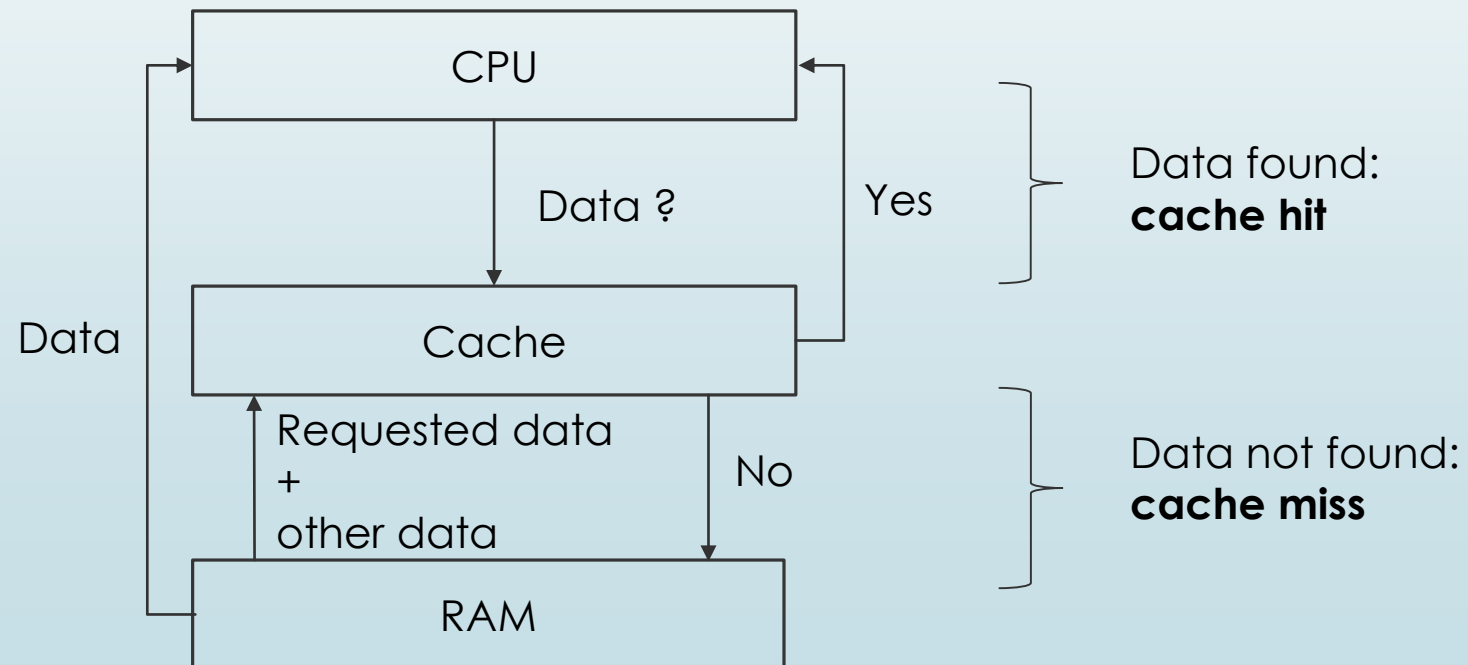 CPU
Data ?
Yes
Data found:
cache hit
Data
Cache
Requested data
+
other data
No
Data not found:
cache miss
RAM